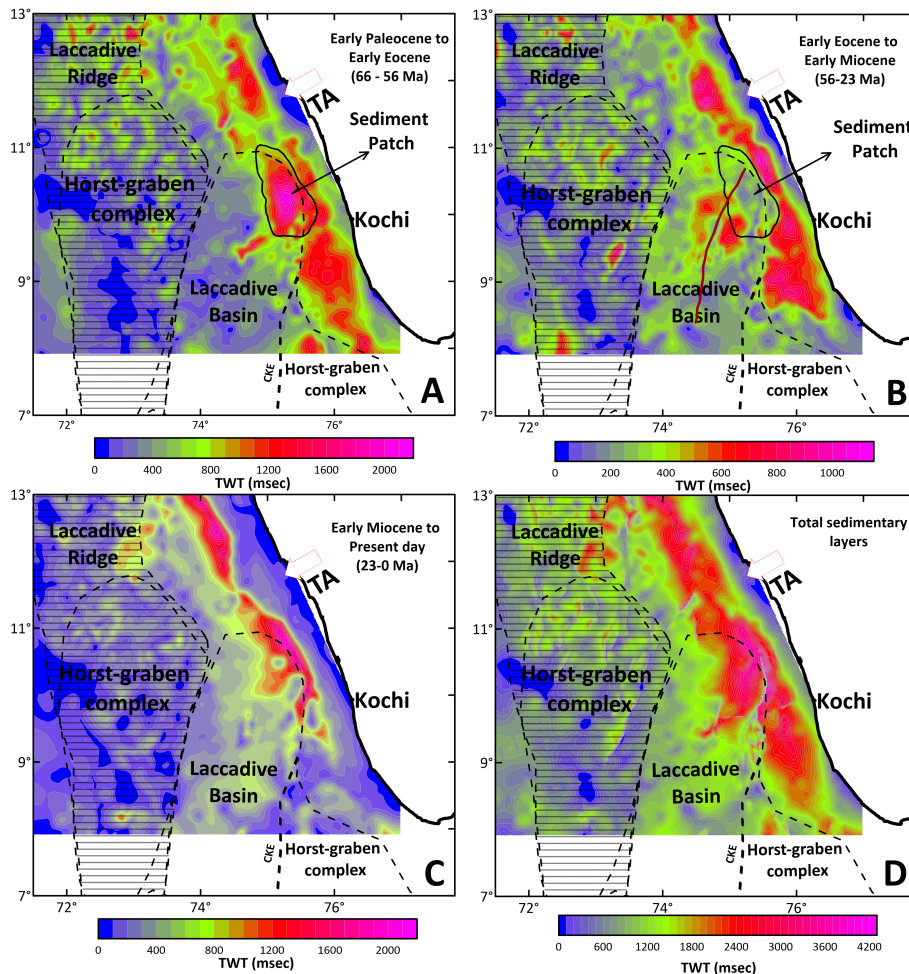 13°
Laccadive
Ridge
Early Paleocene to
Early Eocene
(66 - 56 Ma)
TA
Sediment
Patch
11°
Horst-graben
complex
Kochi
9°
Laccadive
Basin
CKE
Horst-graben
complex
A
7°
72°
74°
76°
0 400 800 1200 1600 2000
TWT (msec)
13°
Laccadive
Ridge
Early Eocene to
Early Miocene
(56-23 Ma)
TA
Sediment
Patch
11°
Horst-graben
complex
Kochi
9°
Laccadive
Basin
CKE
Horst-graben
complex
B
7°
72°
74°
76°
0 200 400 600 800 1000
TWT (msec)
13°
Laccadive
Ridge
Early Miocene to
Present day
(23-0 Ma)
TA
11°
Horst-graben
complex
Kochi
9°
Laccadive
Basin
CKE
Horst-graben
complex
C
7°
72°
74°
76°
0 400 800 1200 1600 2000
TWT (msec)
13°
Laccadive
Ridge
Total sedimentary
layers
TA
11°
Horst-graben
complex
Kochi
9°
Laccadive
Basin
CKE
Horst-graben
complex
D
7°
72°
74°
76°
0 600 1200 1800 2400 3000 3600 4200
TWT (msec)